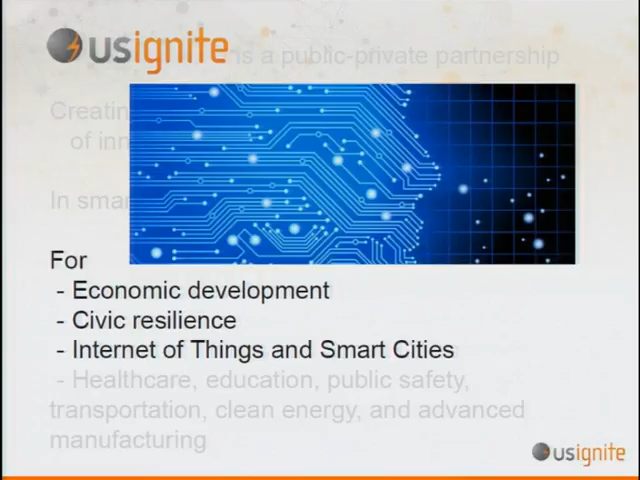 usignite
is a public-private partnership
Creatin
of inn
In smar
For
- Economic development
- Civic resilience
- Internet of Things and Smart Cities
- Healthcare, education, public safety,
transportation, clean energy, and advanced
manufacturing
usignite